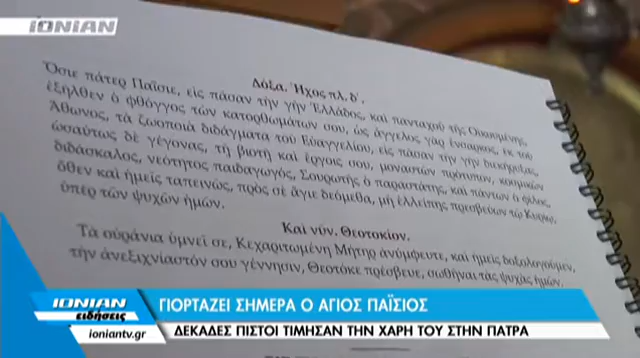 IONIAN
Δόξα. Ἦχος πλ. δ'.
Ὅσιε πάτερ Παΐσιε, εἰς πᾶσαν τὴν γῆν Ἑλλάδος, καὶ πανταχοῦ τῆς Οἰκουμένης,
ἐξῆλθεν ὁ φθόγγος τῶν κατορθωμάτων σου, ὡς ἄγγελος γὰρ ἔνσαρκος, ἐκ τοῦ
Ἄθωνος, τὰ ζωοποιὰ διδάγματα τοῦ Εὐαγγελίου, εἰς πᾶσαν τὴν γῆν διεκήρυξας,
ὡσαύτως δὲ γέγονας, τῇ βιοτῇ καὶ ἔργοις σου, μοναστῶν πρότυπον, κοσμικῶν
διδάσκαλος, νεότητος παιδαγωγός, Σουρωτῆς ὁ παραστάτης, καὶ πάντων ὁ φίλος,
ὅθεν καὶ ἡμεῖς ταπεινῶς, πρὸς σὲ ἅγιε δεόμεθα, μὴ ἐλλείπῃς πρεσβεύων τῷ Κυρίῳ,
ὑπὲρ τῶν ψυχῶν ἡμῶν.
Καὶ νῦν. Θεοτοκίον.
Τὰ οὐράνια ὑμνεῖ σε, Κεχαριτωμένη Μήτηρ ἀνύμφευτε, καὶ ἡμεῖς δοξολογοῦμεν,
τὴν ἀνεξιχνίαστόν σου γέννησιν, Θεοτόκε πρέσβευε, σωθῆναι τὰς ψυχὰς ἡμῶν.
IONIAN
ειδήσεις
ioniantv.gr
ΓΙΟΡΤΑΖΕΙ ΣΗΜΕΡΑ Ο ΑΓΙΟΣ ΠΑΪΣΙΟΣ
ΔΕΚΑΔΕΣ ΠΙΣΤΟΙ ΤΙΜΗΣΑΝ ΤΗΝ ΧΑΡΗ ΤΟΥ ΣΤΗΝ ΠΑΤΡΑ